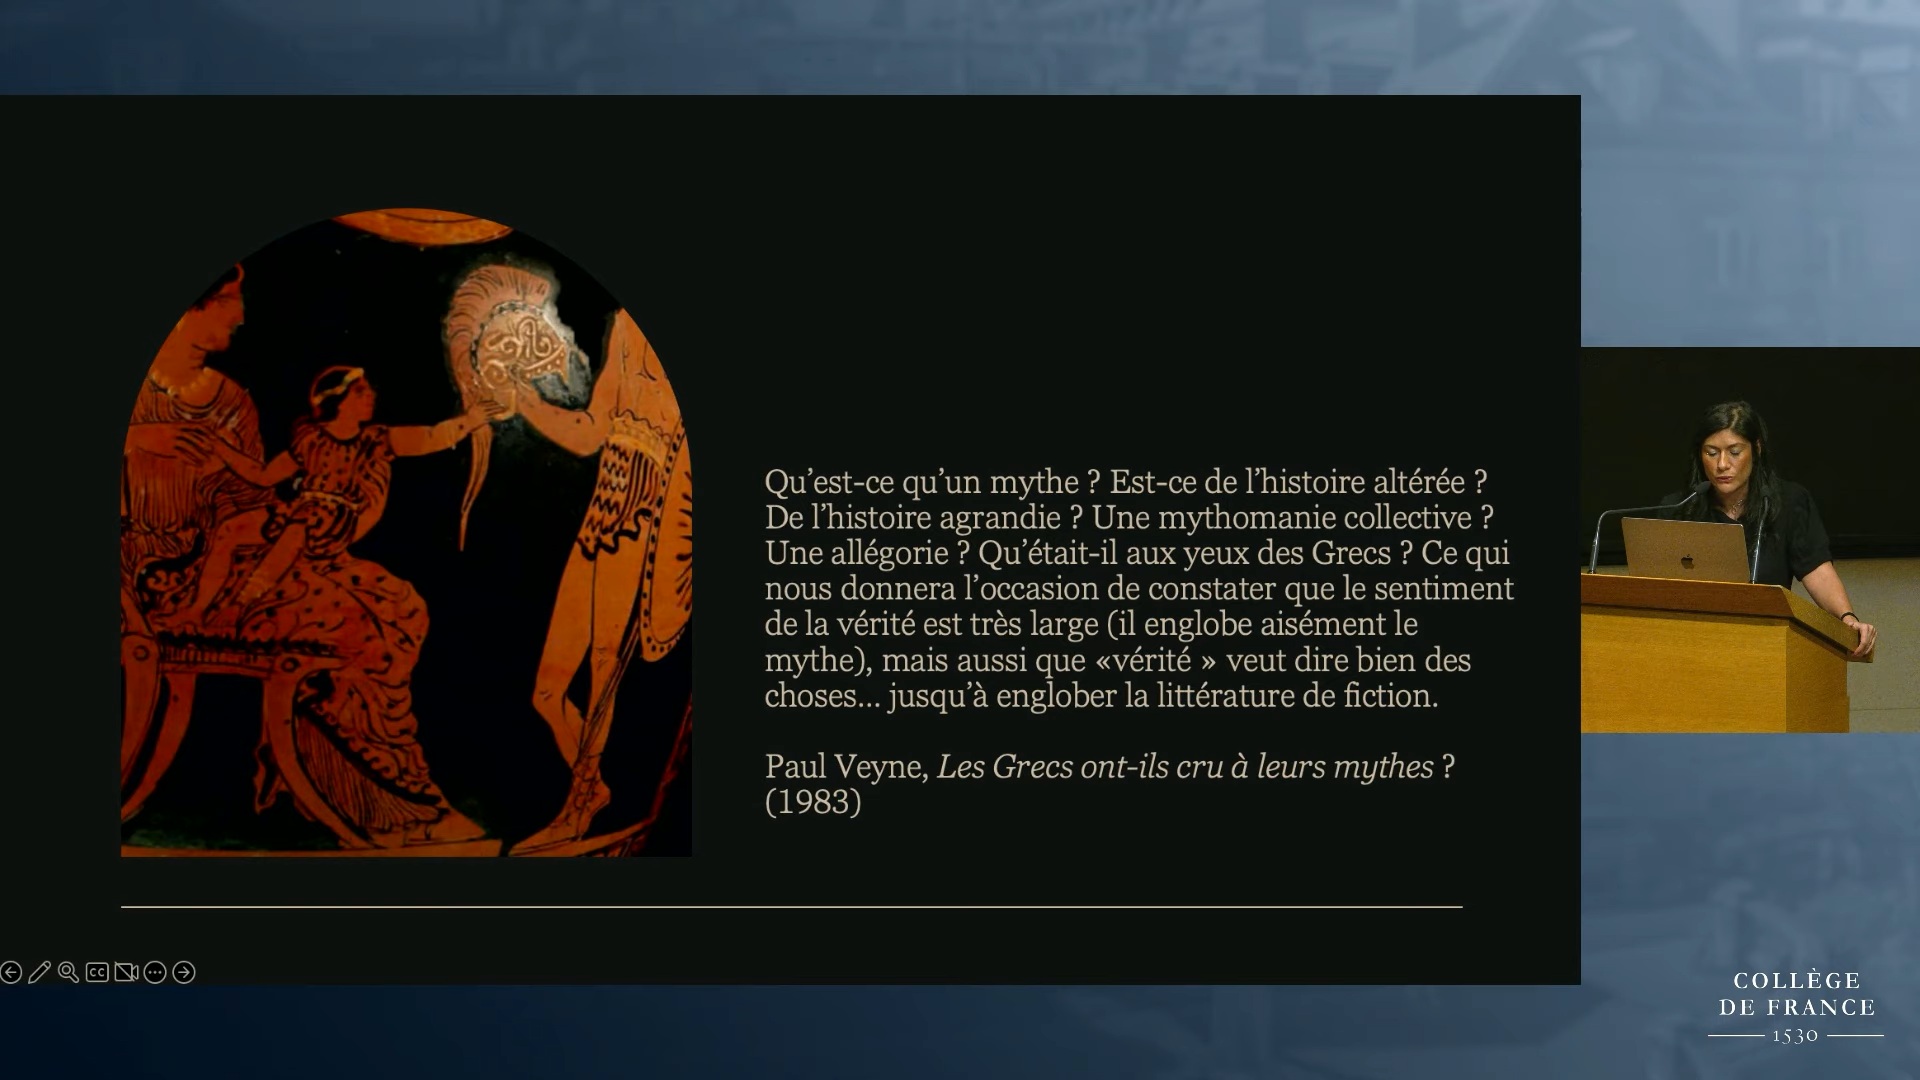 Qu’est-ce qu’un mythe ? Est-ce de l’histoire altérée ?
De l’histoire agrandie ? Une mythomanie collective ?
Une allégorie ? Qu’était-il aux yeux des Grecs ? Ce qui
nous donnera l’occasion de constater que le sentiment
de la vérité est très large (il englobe aisément le
mythe), mais aussi que «vérité » veut dire bien des
choses... jusqu’à englober la littérature de fiction.
Paul Veyne, Les Grecs ont-ils cru à leurs mythes ?
(1983)
CC
COLLÈGE
DE FRANCE
1530